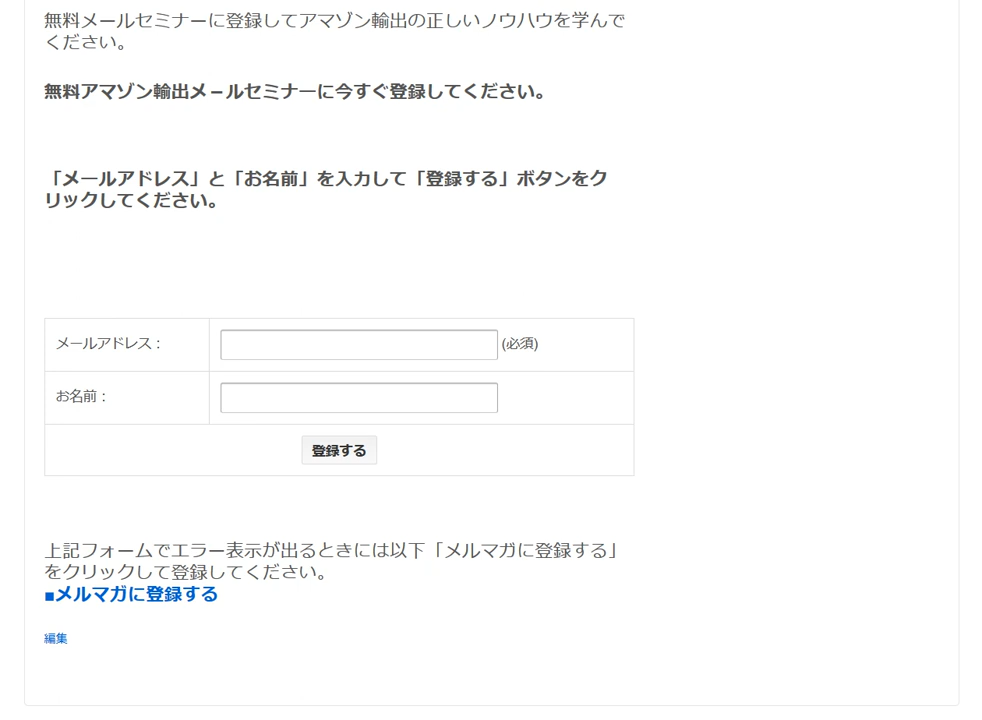 無料メールセミナーに登録してアマゾン輸出の正しいノウハウを学んで
ください。
無料アマゾン輸出メールセミナーに今すぐ登録してください。
「メールアドレス」と「お名前」を入力して「登録する」ボタンをク
リックしてください。
メールアドレス： (必須)
お名前：
登録する
上記フォームでエラー表示が出るときには以下「メルマガに登録する」
をクリックして登録してください。
■メルマガに登録する
編集